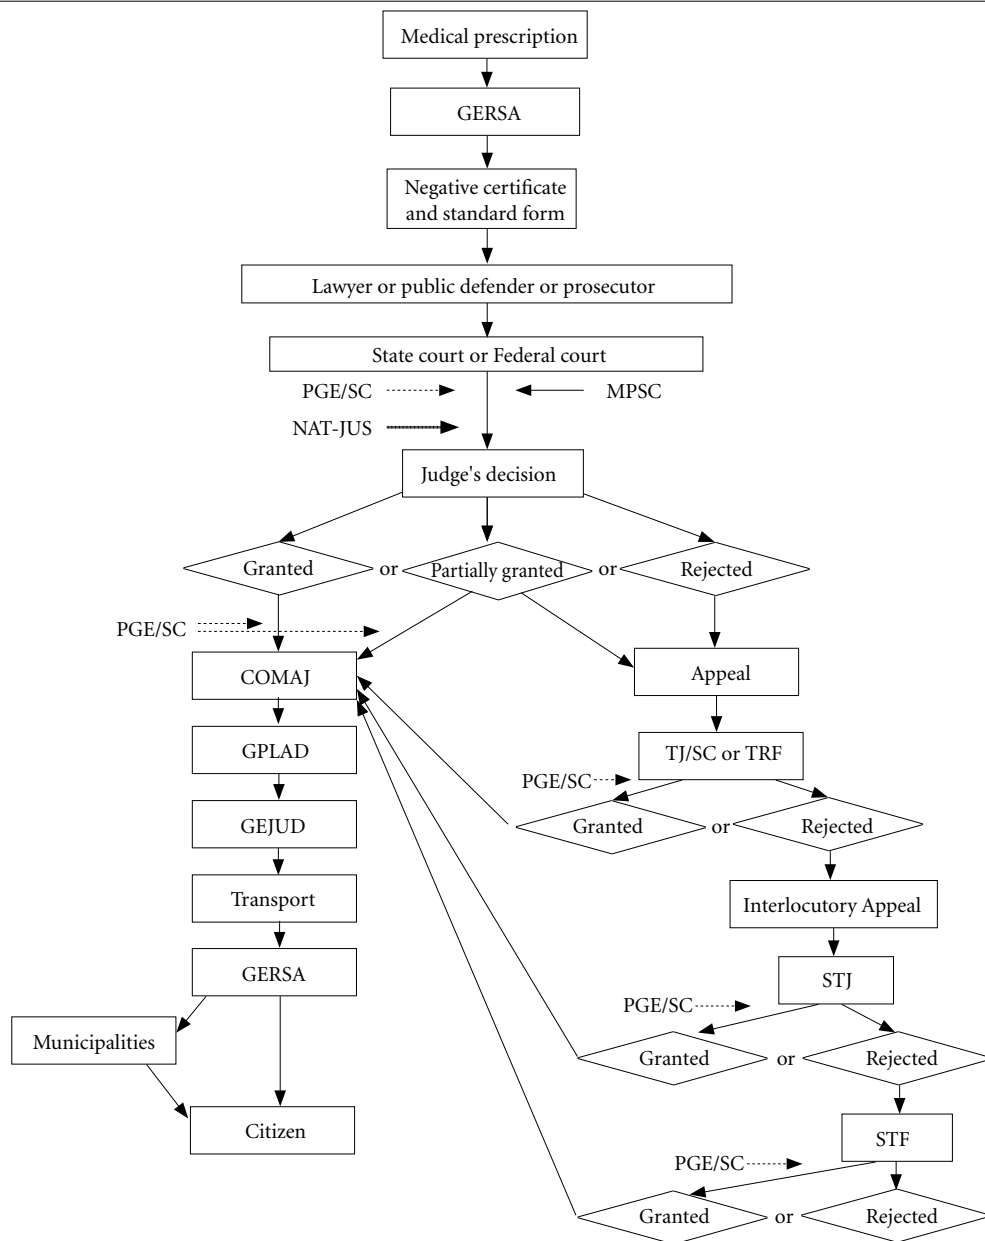 Medical prescription
GERSA
Negative certificate
and standard form
Lawyer or public defender or prosecutor
State court or Federal court
PGE/SC
MPSC
NAT-JUS
Judge's decision
Granted
or
Partially granted
or
Rejected
PGE/SC
COMAJ
Appeal
GPLAD
TJ/SC or TRF
PGE/SC
GEJUD
Granted
or
Rejected
Transport
Interlocutory Appeal
GERSA
STJ
PGE/SC
Municipalities
Granted
or
Rejected
Citizen
STF
PGE/SC
Granted
or
Rejected